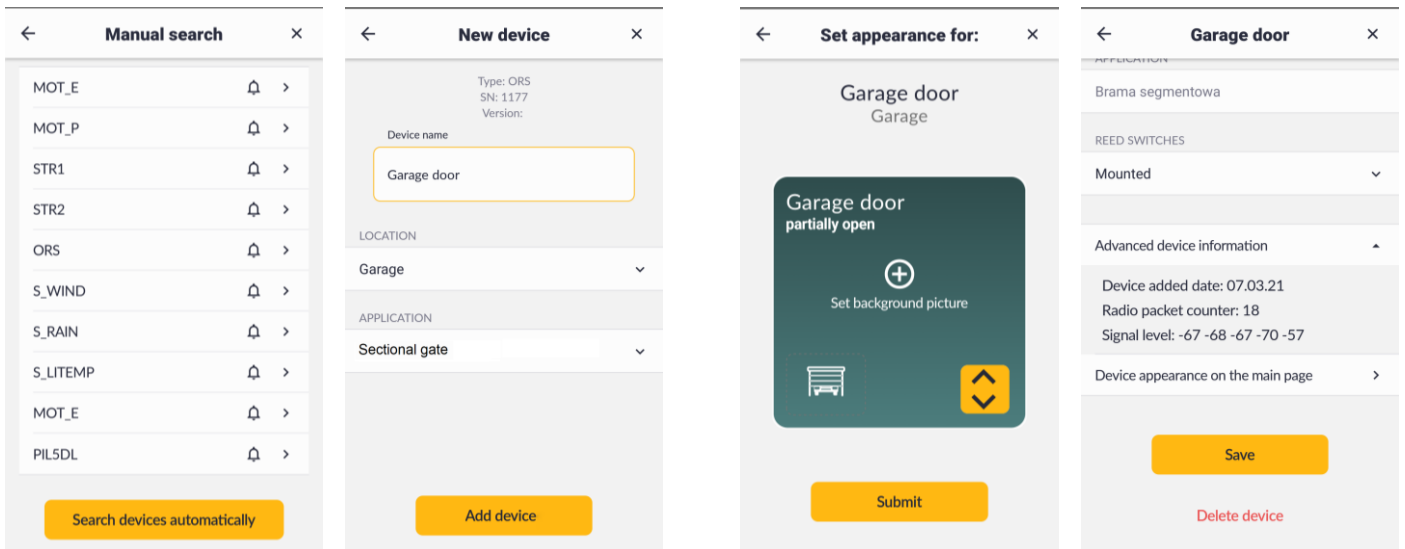 Manual search
MOT_E
MOT_P
STR1
STR2
ORS
S_WIND
S_RAIN
S_LITEMP
MOT_E
PIL5DL
Search devices automatically
New device
Type: ORS
SN: 1177
Version:
Device name
Garage door
LOCATION
Garage
APPLICATION
Sectional gate
Add device
Set appearance for:
Garage door
Garage
Garage door
partially open
Set background picture
Submit
Garage door
APPLICATION
Brama segmentowa
REED SWITCHES
Mounted
Advanced device information
Device added date: 07.03.21
Radio packet counter: 18
Signal level: -67 -68 -67 -70 -57
Device appearance on the main page
Save
Delete device